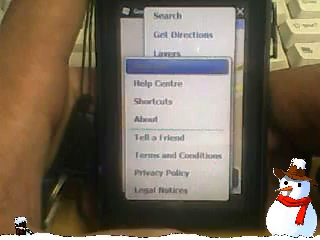 Search
Get Directions
Layers
Help Centre
Shortcuts
About
Tell a friend
Terms and Conditions
Privacy Policy
Legal Notices